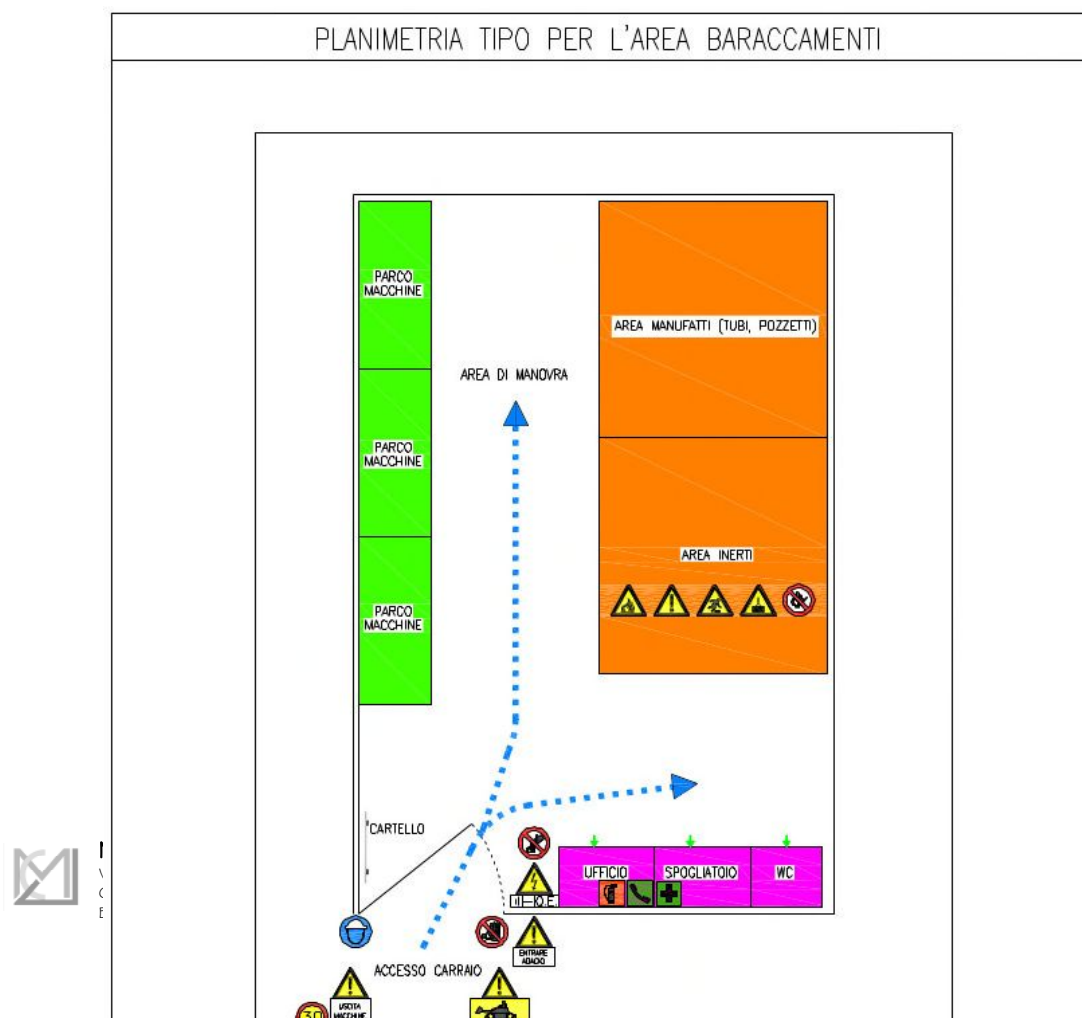 PLANIMETRIA TIPO PER L'AREA BARACCAMENTI
PARCO
MACCHINE
AREA MANUFATTI (TUBI, POZZETTI)
AREA DI MANOVRA
PARCO
MACCHINE
AREA INERTI
PARCO
MACCHINE
CARTELLO
UFFICIO
SPOGLIATOIO
WC
Q.E.
ENTRARE
ADAGIO
ACCESSO CARRAIO
USCITA
MACCHINE
30